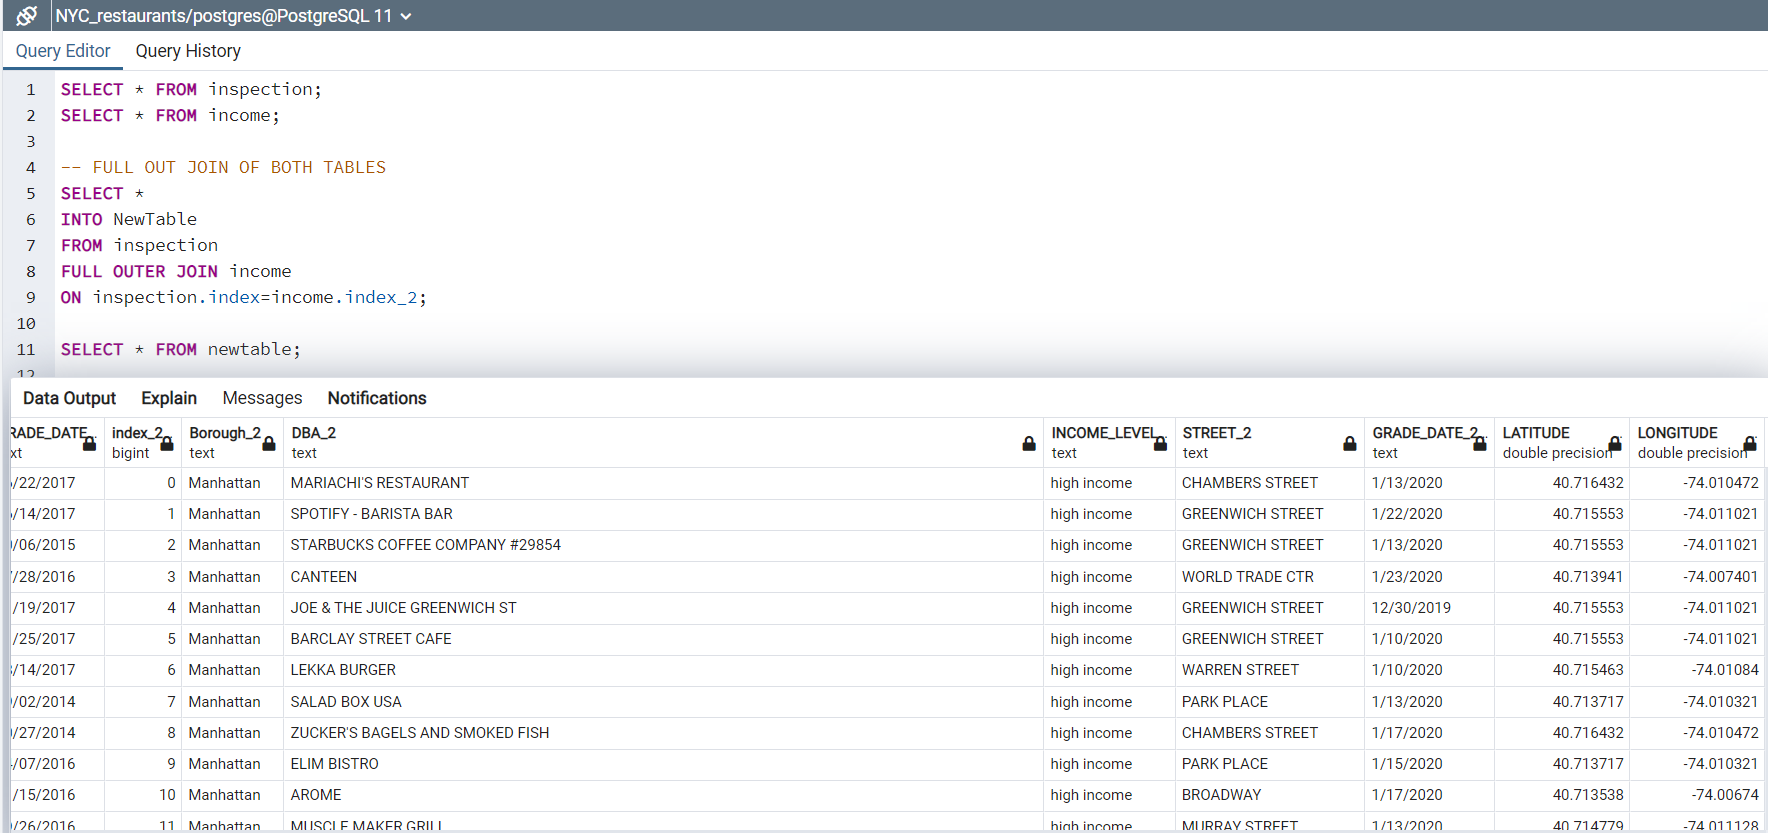 NYC_restaurants/postgres@PostgreSQL 11
Query Editor Query History
1 SELECT * FROM inspection;
2 SELECT * FROM income;
3
4 -- FULL OUT JOIN OF BOTH TABLES
5 SELECT *
6 INTO NewTable
7 FROM inspection
8 FULL OUTER JOIN income
9 ON inspection.index=income.index_2;
10
11 SELECT * FROM newtable;
12
Data Output Explain Messages Notifications
RADE_DATE.. index_2.. Borough_2 DBA_2 INCOME_LEVEL.. STREET_2 GRADE_DATE_2.. LATITUDE LONGITUDE
xt bigint text text text text text double precision double precision
/22/2017 0 Manhattan MARIACHI'S RESTAURANT high income CHAMBERS STREET 1/13/2020 40.716432 -74.010472
/14/2017 1 Manhattan SPOTIFY - BARISTA BAR high income GREENWICH STREET 1/22/2020 40.715553 -74.011021
/06/2015 2 Manhattan STARBUCKS COFFEE COMPANY #29854 high income GREENWICH STREET 1/13/2020 40.715553 -74.011021
/28/2016 3 Manhattan CANTEEN high income WORLD TRADE CTR 1/23/2020 40.713941 -74.007401
/19/2017 4 Manhattan JOE & THE JUICE GREENWICH ST high income GREENWICH STREET 12/30/2019 40.715553 -74.011021
/25/2017 5 Manhattan BARCLAY STREET CAFE high income GREENWICH STREET 1/10/2020 40.715553 -74.011021
/14/2017 6 Manhattan LEKKA BURGER high income WARREN STREET 1/10/2020 40.715463 -74.01084
/02/2014 7 Manhattan SALAD BOX USA high income PARK PLACE 1/13/2020 40.713717 -74.010321
/27/2014 8 Manhattan ZUCKER'S BAGELS AND SMOKED FISH high income CHAMBERS STREET 1/17/2020 40.716432 -74.010472
/07/2016 9 Manhattan ELIM BISTRO high income PARK PLACE 1/15/2020 40.713717 -74.010321
/15/2016 10 Manhattan AROME high income BROADWAY 1/17/2020 40.713538 -74.00674
/26/2016 11 Manhattan MUSCLE MAKER GRILL high income MURRAY STREET 1/13/2020 40.714779 -74.011128